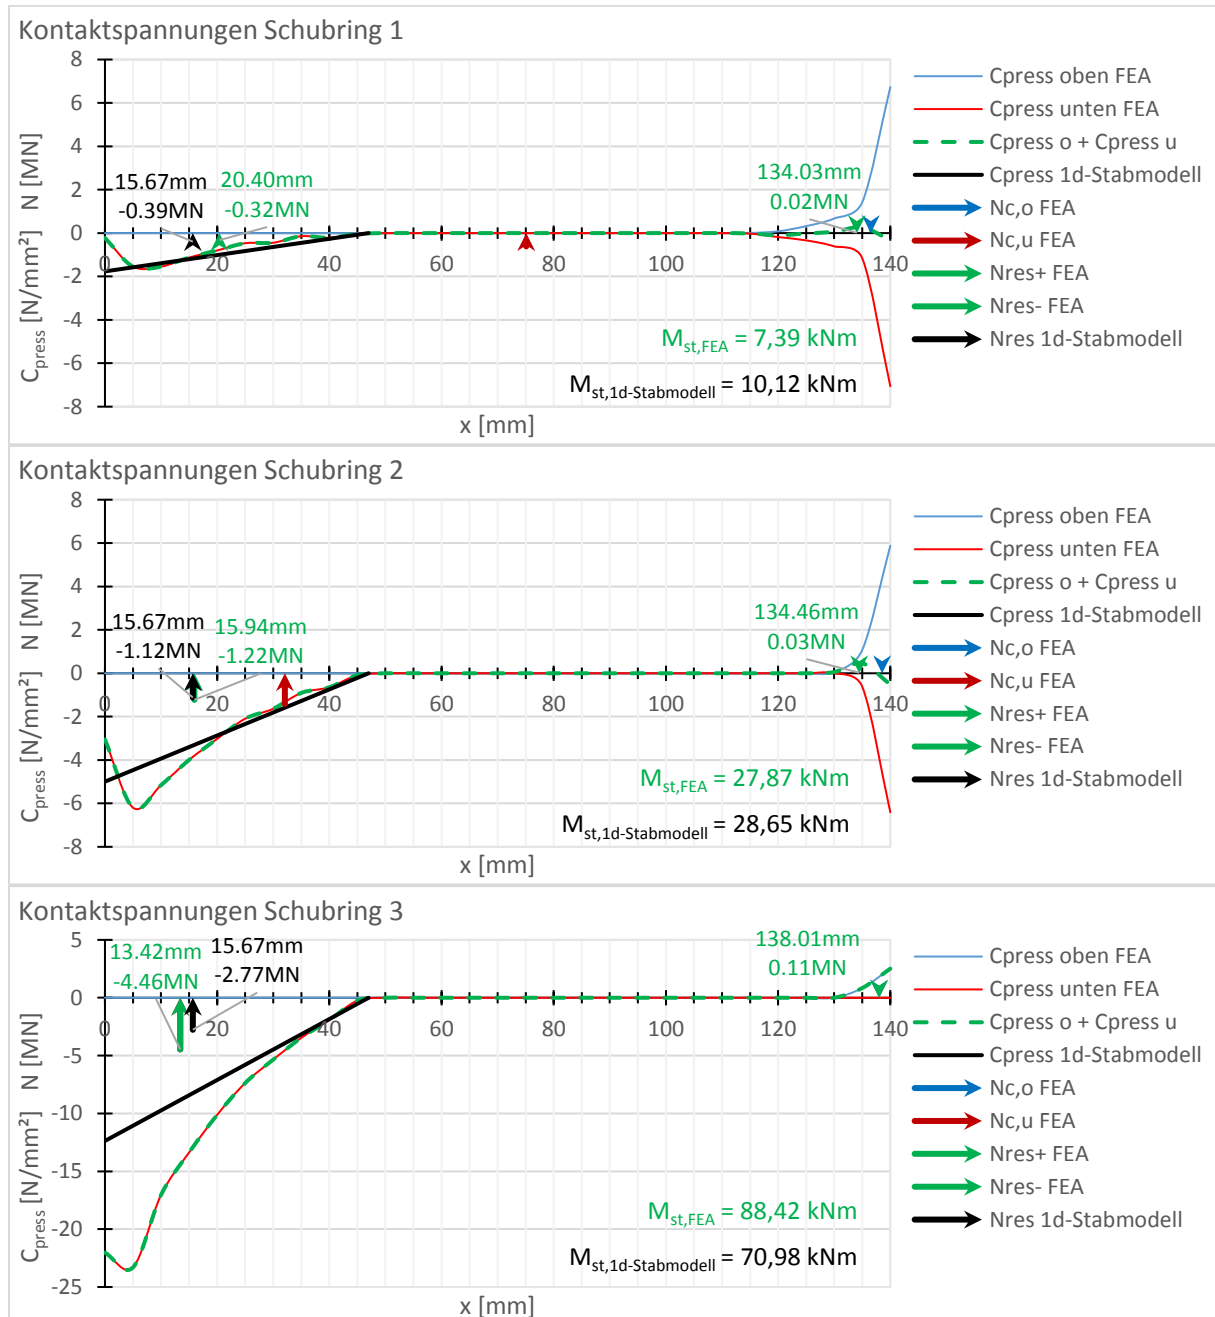 Kontaktspannungen Schubring 1
8
6
4
2
0
-2
-4
-6
-8
Cpress [N/mm²] N [MN]
15.67mm
-0.39MN
20.40mm
-0.32MN
134.03mm
0.02MN
0 20 40 60 80 100 120 140
Mst,FEA = 7,39 kNm
Mst,1d-Stabmodell = 10,12 kNm
x [mm]
Cpress oben FEA
Cpress unten FEA
Cpress o + Cpress u
Cpress 1d-Stabmodell
Nc,o FEA
Nc,u FEA
Nres+ FEA
Nres- FEA
Nres 1d-Stabmodell
Kontaktspannungen Schubring 2
8
6
4
2
0
-2
-4
-6
-8
Cpress [N/mm²] N [MN]
15.67mm
-1.12MN
15.94mm
-1.22MN
134.46mm
0.03MN
0 20 40 60 80 100 120 140
Mst,FEA = 27,87 kNm
Mst,1d-Stabmodell = 28,65 kNm
x [mm]
Cpress oben FEA
Cpress unten FEA
Cpress o + Cpress u
Cpress 1d-Stabmodell
Nc,o FEA
Nc,u FEA
Nres+ FEA
Nres- FEA
Nres 1d-Stabmodell
Kontaktspannungen Schubring 3
5
0
-5
-10
-15
-20
-25
Cpress [N/mm²] N [MN]
13.42mm
-4.46MN
15.67mm
-2.77MN
138.01mm
0.11MN
0 20 40 60 80 100 120 140
Mst,FEA = 88,42 kNm
Mst,1d-Stabmodell = 70,98 kNm
x [mm]
Cpress oben FEA
Cpress unten FEA
Cpress o + Cpress u
Cpress 1d-Stabmodell
Nc,o FEA
Nc,u FEA
Nres+ FEA
Nres- FEA
Nres 1d-Stabmodell